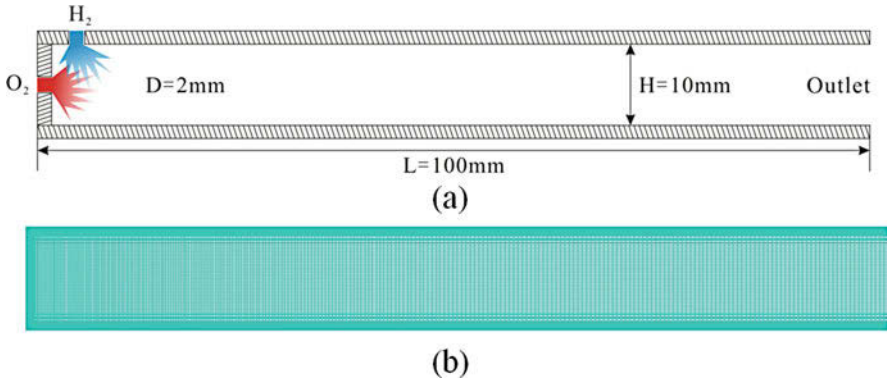 H₂
O₂ D=2mm H=10mm Outlet
L=100mm
(a)
(b)